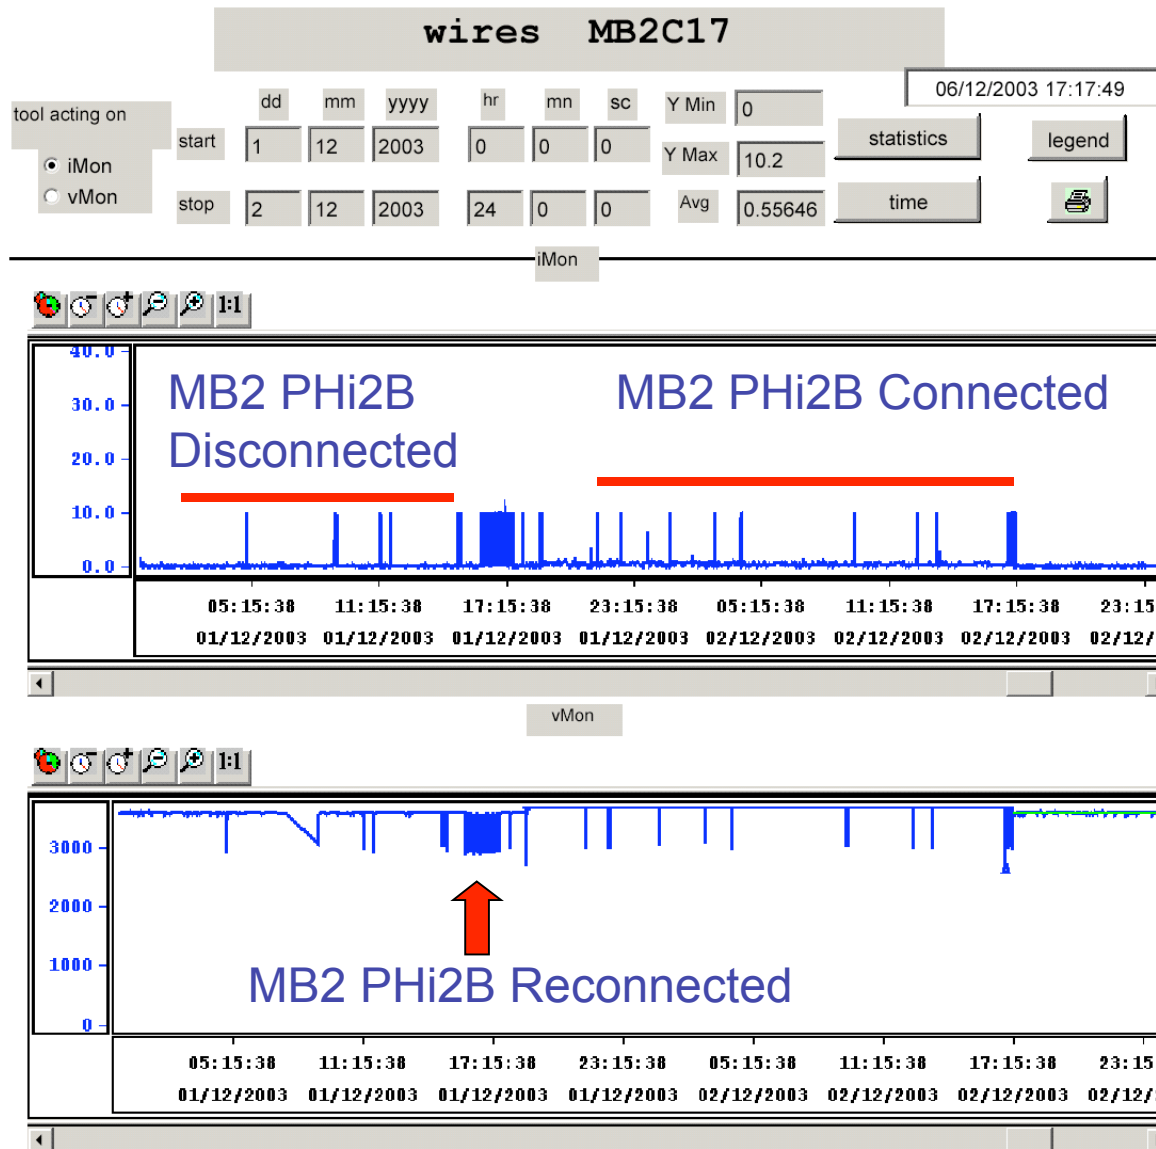 wires MB2C17
06/12/2003 17:17:49
tool acting on
iMon
vMon
dd mm yyyy hr mn sc
start 1 12 2003 0 0 0
stop 2 12 2003 24 0 0
Y Min 0
Y Max 10.2
Avg 0.55646
statistics
legend
time
iMon
1:1
40.0
30.0
20.0
10.0
0.0
MB2 PHi2B
Disconnected
MB2 PHi2B Connected
05:15:38 11:15:38 17:15:38 23:15:38 05:15:38 11:15:38 17:15:38 23:15
01/12/2003 01/12/2003 01/12/2003 01/12/2003 02/12/2003 02/12/2003 02/12/2003 02/12/
vMon
1:1
3000
2000
1000
0
MB2 PHi2B Reconnected
05:15:38 11:15:38 17:15:38 23:15:38 05:15:38 11:15:38 17:15:38 23:15
01/12/2003 01/12/2003 01/12/2003 01/12/2003 02/12/2003 02/12/2003 02/12/2003 02/12/